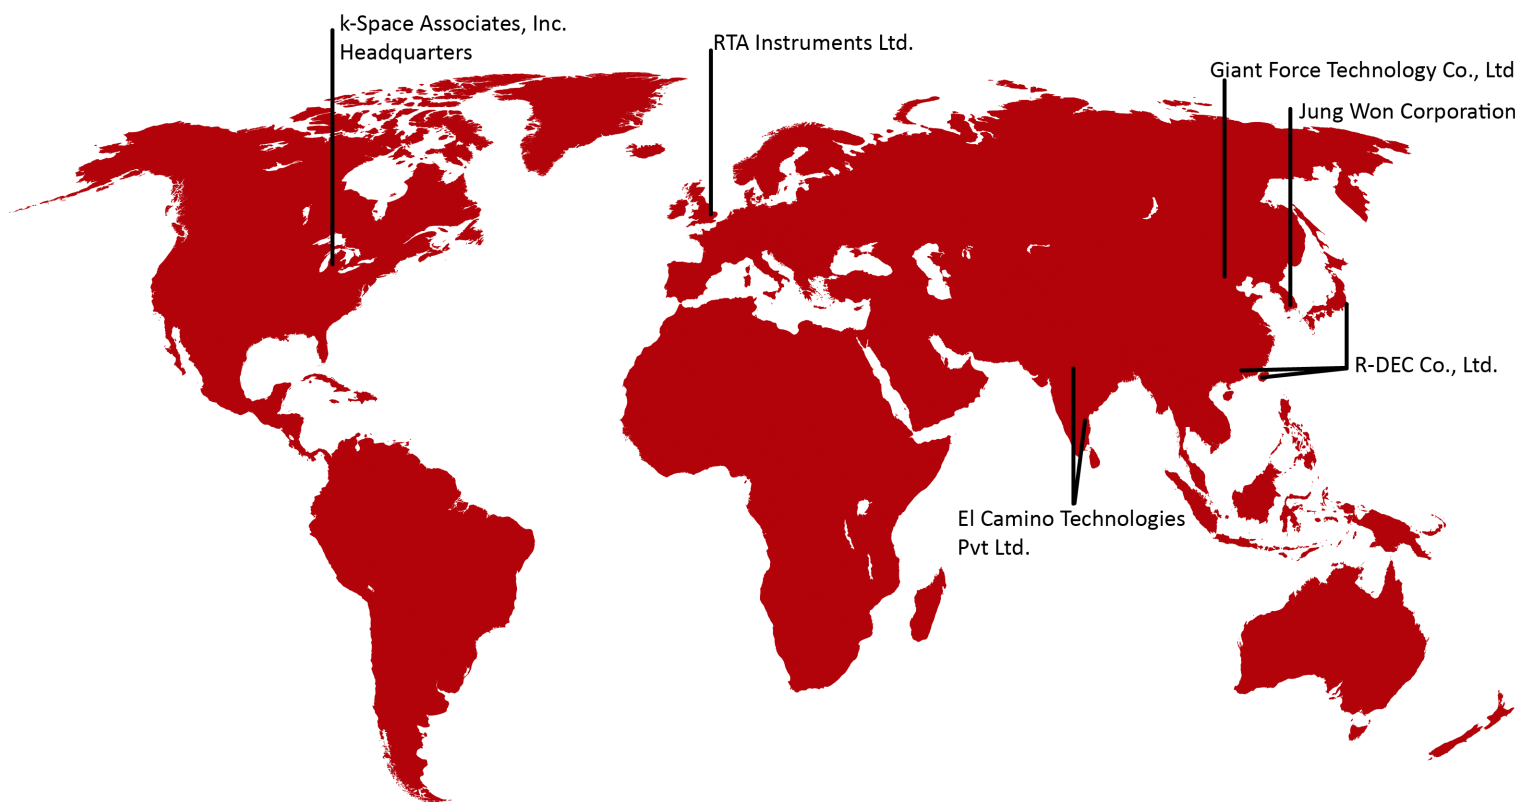 k-Space Associates, Inc.
Headquarters
RTA Instruments Ltd.
Giant Force Technology Co., Ltd
Jung Won Corporation
R-DEC Co., Ltd.
El Camino Technologies
Pvt Ltd.